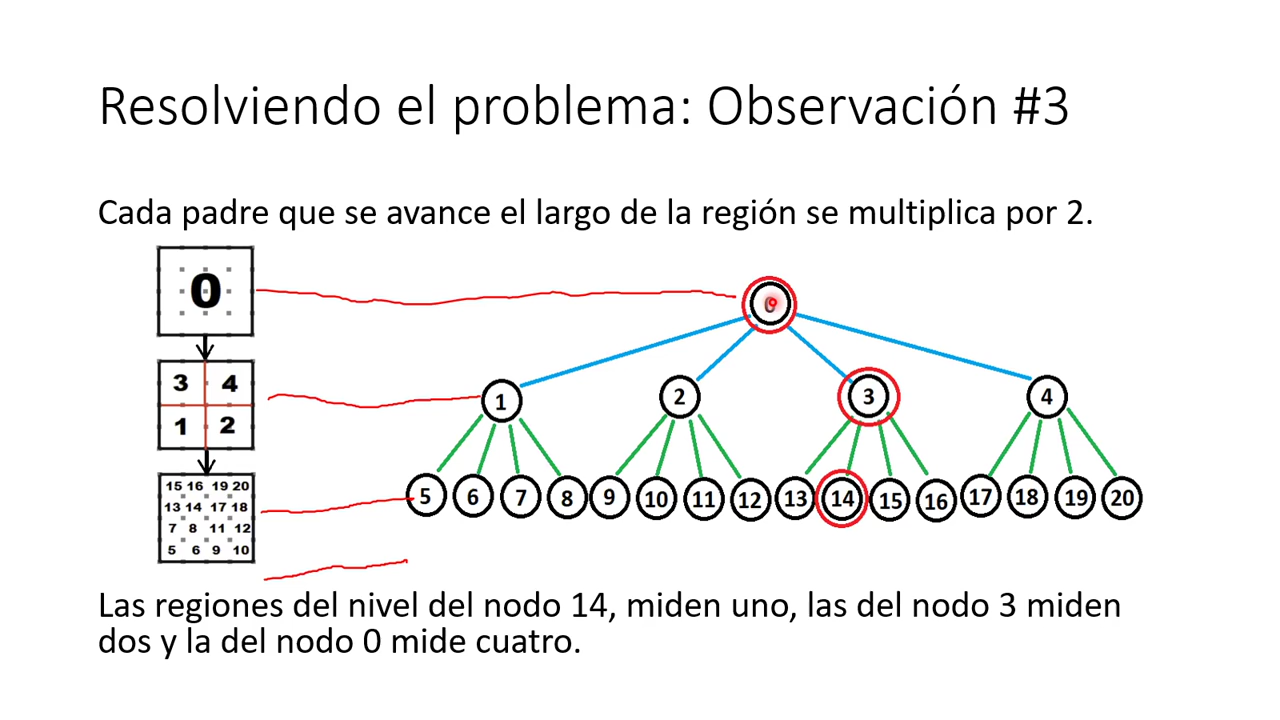 Resolviendo el problema: Observación #3
Cada padre que se avance el largo de la región se multiplica por 2.
0
3 4
1 2
15 16 19 20
13 14 17 18
7 8 11 12
5 6 9 10
0
1 2 3 4
5 6 7 8 9 10 11 12 13 14 15 16 17 18 19 20
Las regiones del nivel del nodo 14, miden uno, las del nodo 3 miden
dos y la del nodo 0 mide cuatro.